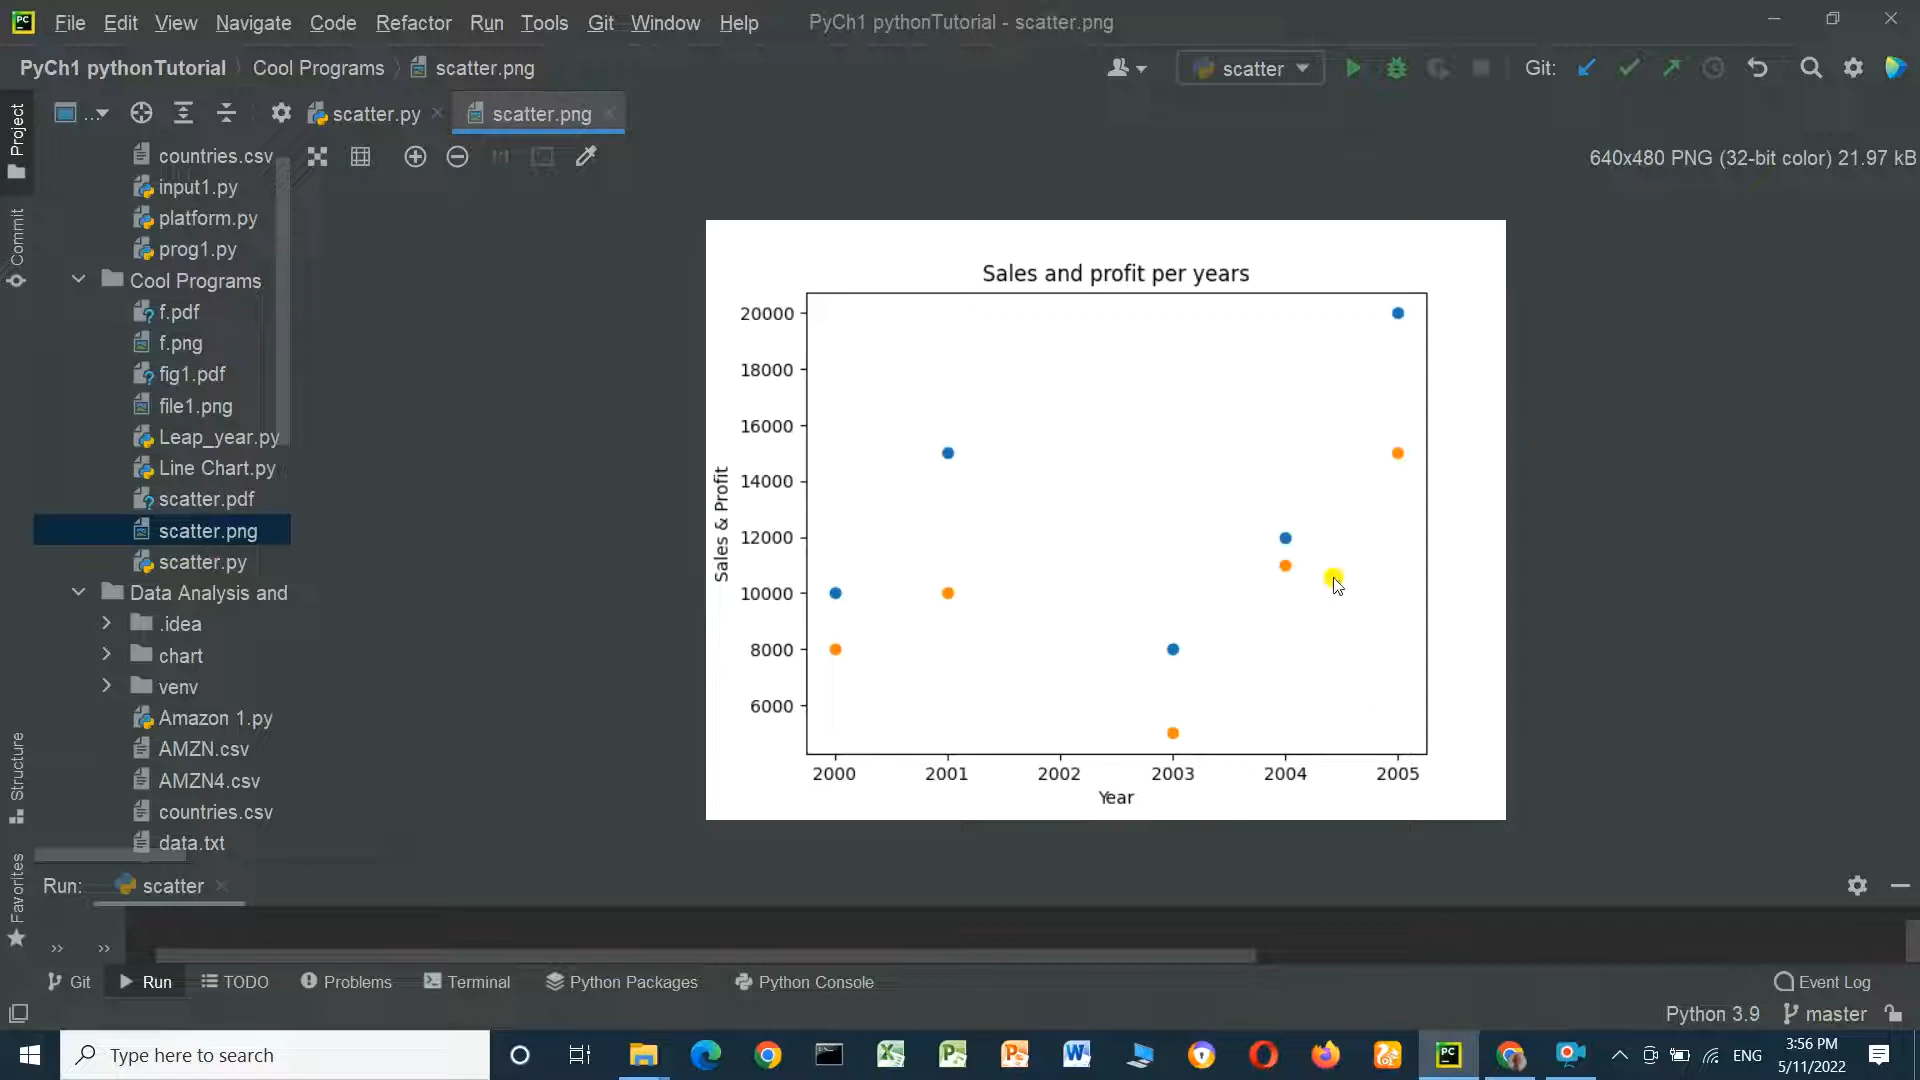 PC File Edit View Navigate Code Refactor Run Tools Git Window Help PyCh1 pythonTutorial - scatter.png
PyCh1 pythonTutorial Cool Programs scatter.png scatter Git:
Project ... scatter.py scatter.png
640x480 PNG (32-bit color) 21.97 kB
countries.csv
input1.py
platform.py
prog1.py
Cool Programs
f.pdf
f.png
fig1.pdf
file1.png
Leap_year.py
Line Chart.py
scatter.pdf
scatter.png
scatter.py
Data Analysis and
.idea
chart
venv
Amazon 1.py
AMZN.csv
AMZN4.csv
countries.csv
data.txt
Commit
Structure
Favorites
Sales and profit per years
20000
18000
16000
14000
12000
10000
8000
6000
Sales & Profit
2000 2001 2002 2003 2004 2005
Year
Run: scatter
Git Run TODO Problems Terminal Python Packages Python Console Event Log
Python 3.9 master
Type here to search
ENG
3:56 PM
5/11/2022